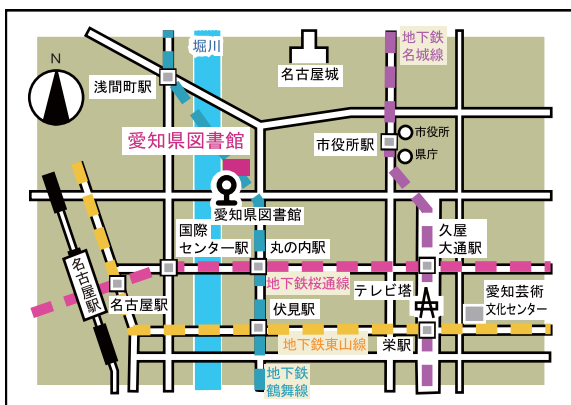 地下鉄
名城線
堀川
N
名古屋城
浅間町駅
愛知県図書館
市役所駅
市役所
県庁
愛知県図書館
国際
センター駅
丸の内駅
久屋
大通駅
名古屋駅
地下鉄桜通線
テレビ塔
愛知芸術
文化センター
名古屋駅
伏見駅
地下鉄東山線
栄駅
地下鉄
鶴舞線